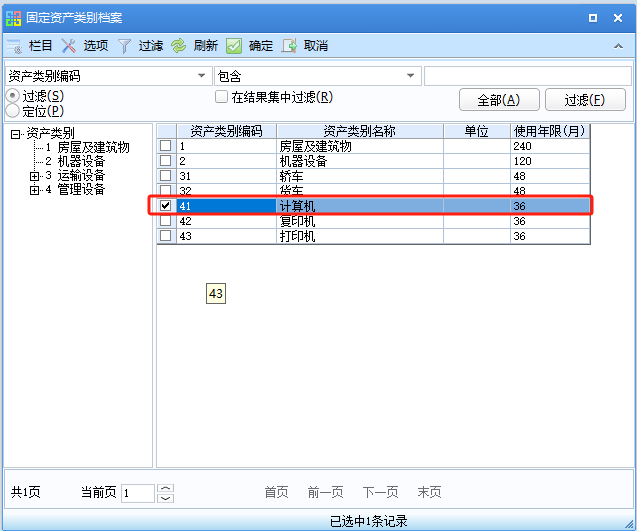 固定资产类别档案
栏目 选项 过滤 刷新 确定 取消
资产类别编码 包含
过滤(S) 在结果集中过滤(R) 全部(A) 过滤(F)
定位(P)
资产类别
1 房屋及建筑物
2 机器设备
3 运输设备
4 管理设备
资产类别编码 资产类别名称 单位 使用年限(月)
1 房屋及建筑物 240
2 机器设备 120
31 轿车 48
32 货车 48
41 计算机 36
42 复印机 36
43 打印机 36
43
共1页 当前页 1 首页 前一页 下一页 末页
已选中1条记录